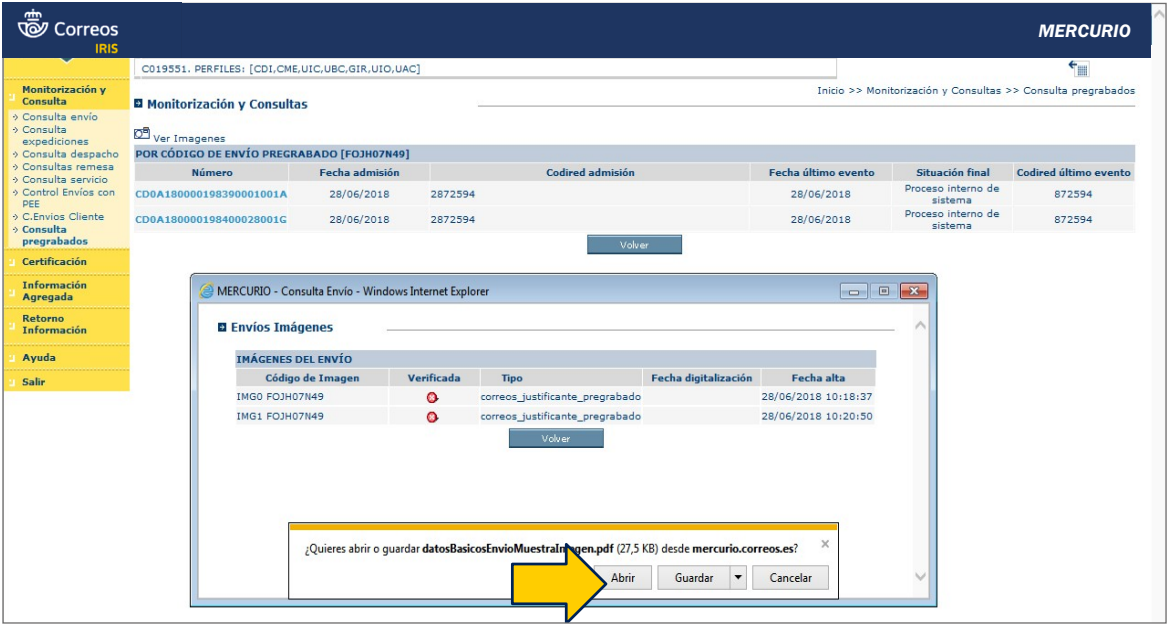 Correos
IRIS
MERCURIO
C019551. PERFILES: [CDI,CME,UIC,UBC,GIR,UIO,UAC]
Inicio >> Monitorización y Consultas >> Consulta pregrabados
Monitorización y
Consulta
Consulta envío
Consulta
expediciones
Consulta despacho
Consultas remesa
Consulta servicio
Control Envíos con
PEE
C.Envios Cliente
Consulta
pregrabados
Certificación
Información
Agregada
Retorno
Información
Ayuda
Salir
Monitorización y Consultas
Ver Imagenes
POR CÓDIGO DE ENVÍO PREGRABADO [FOJH07N49]
Número Fecha admisión Codired admisión Fecha último evento Situación final Codired último evento
CD0A180000198390001001A 28/06/2018 2872594 28/06/2018 Proceso interno de sistema 872594
CD0A180000198400028001G 28/06/2018 2872594 28/06/2018 Proceso interno de sistema 872594
Volver
MERCURIO - Consulta Envío - Windows Internet Explorer
Envíos Imágenes
IMÁGENES DEL ENVÍO
Código de Imagen Verificada Tipo Fecha digitalización Fecha alta
IMG0 FOJH07N49 correos_justificante_pregrabado 28/06/2018 10:18:37
IMG1 FOJH07N49 correos_justificante_pregrabado 28/06/2018 10:20:50
Volver
¿Quieres abrir o guardar datosBasicosEnvioMuestraImagen.pdf (27,5 KB) desde mercurio.correos.es?
Abrir Guardar Cancelar